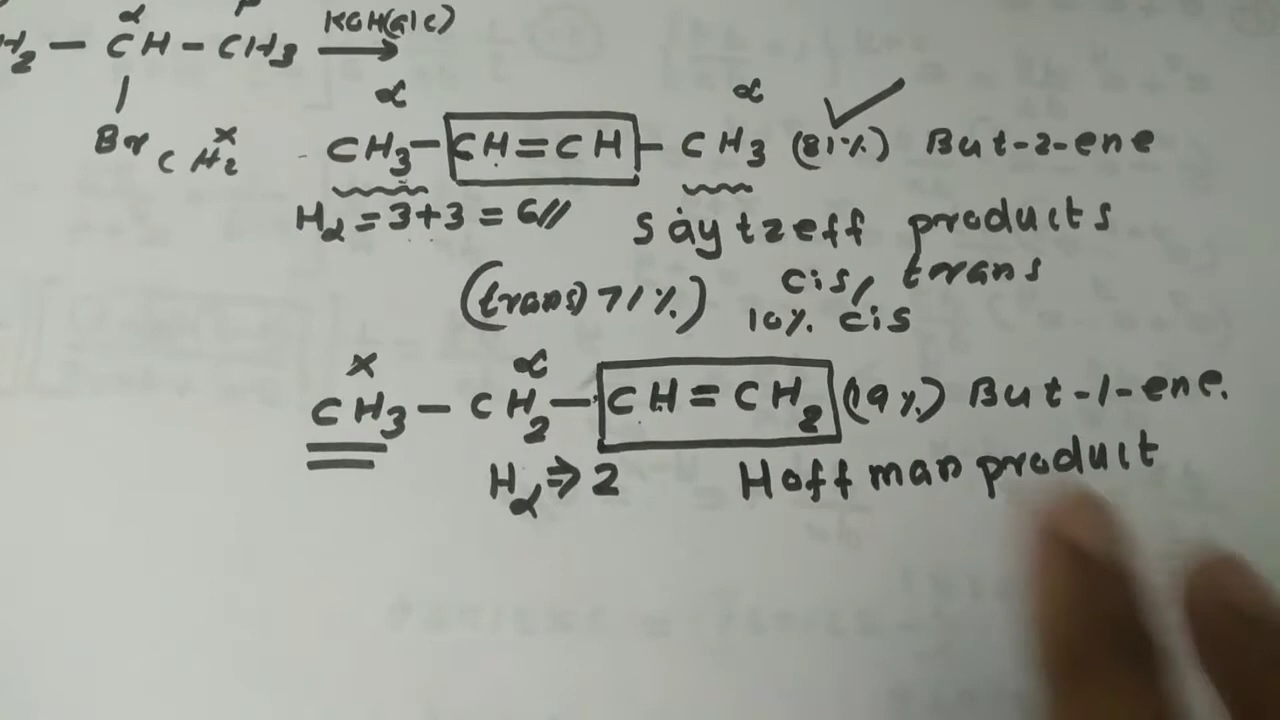 H₂ – CH – CH₃ KOH(alc)
α
|
Br CH₂ x
α α ✓
CH₃ – CH=CH – CH₃ (81%) But-2-ene
Hα = 3+3 = 6// Saytzeff products
(trans) 71%) cis, trans
10% cis
x α
CH₃ – CH₂ – CH=CH₂ (19%) But-1-ene.
Hα ⇒ 2 Hoffman product